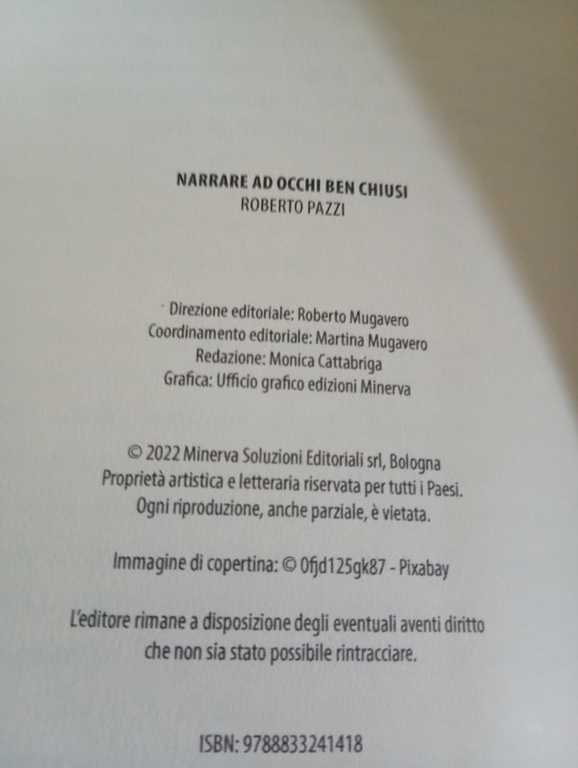 NARRARE AD OCCHI BEN CHIUSI
ROBERTO PAZZI
Direzione editoriale: Roberto Mugavero
Coordinamento editoriale: Martina Mugavero
Redazione: Monica Cattabriga
Grafica: Ufficio grafico edizioni Minerva
© 2022 Minerva Soluzioni Editoriali srl, Bologna
Proprietà artistica e letteraria riservata per tutti i Paesi.
Ogni riproduzione, anche parziale, è vietata.
Immagine di copertina: © 0fjd125gk87 - Pixabay
L'editore rimane a disposizione degli eventuali aventi diritto
che non sia stato possibile rintracciare.
ISBN: 9788833241418